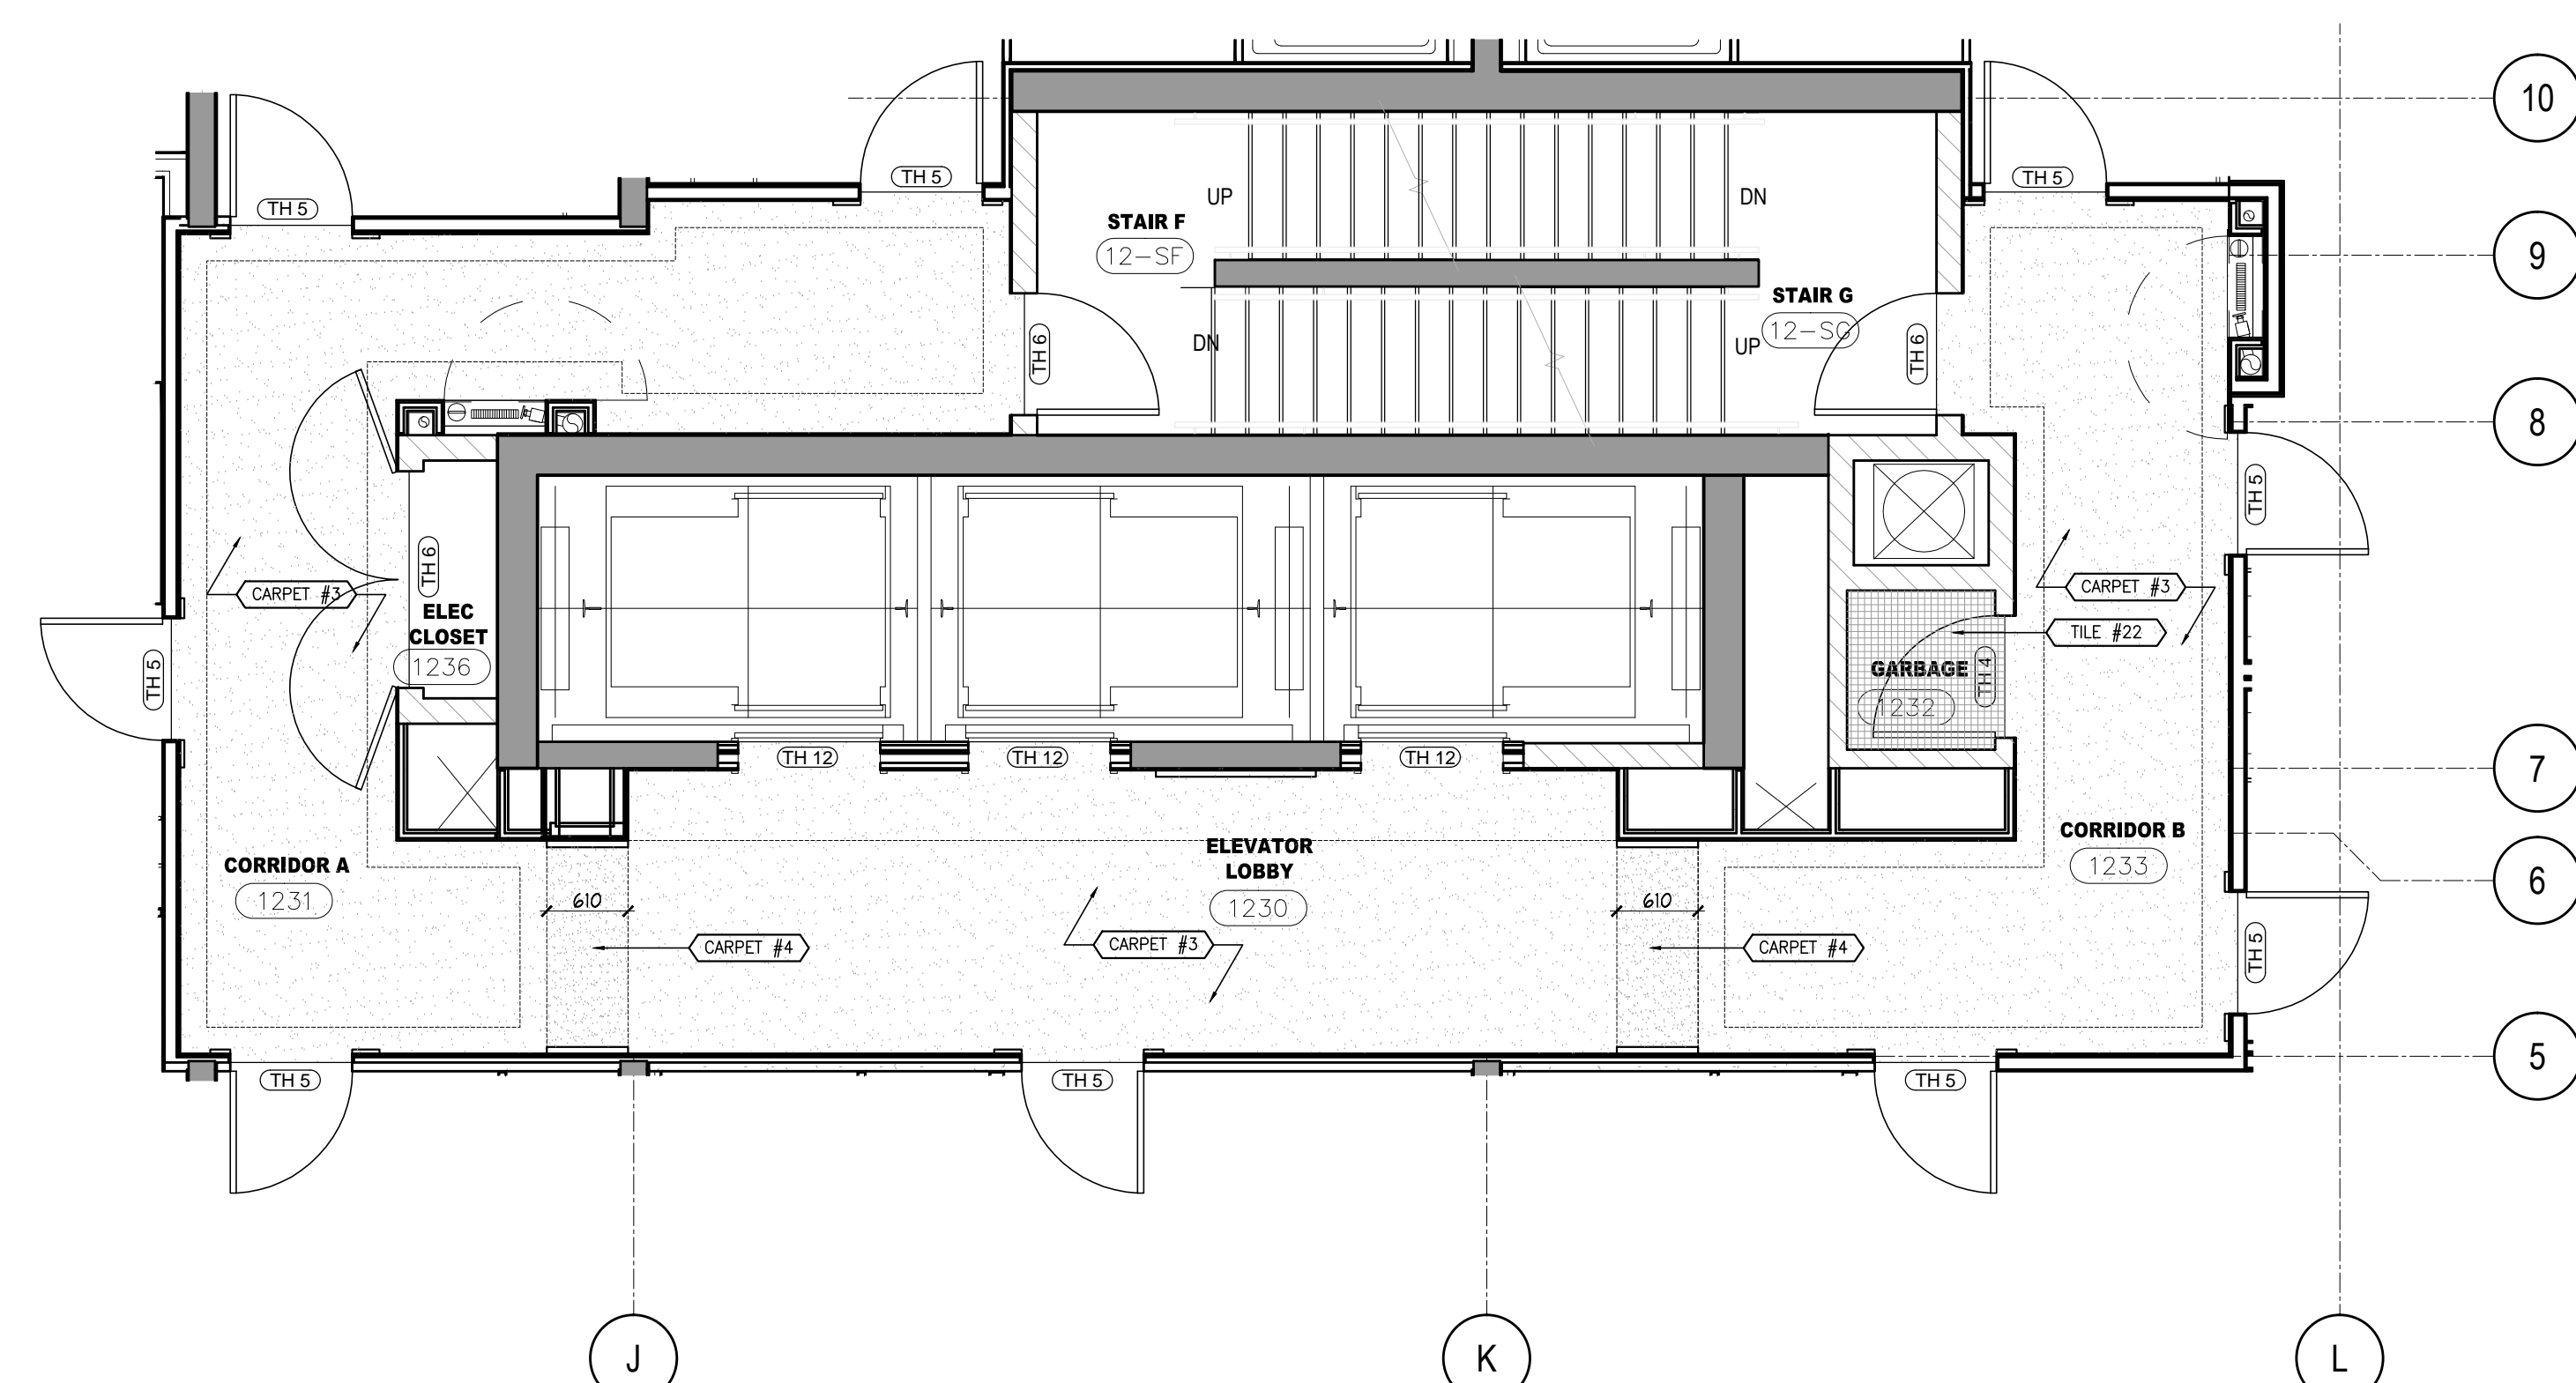 10
TH 5
TH 5
TH 5
UP
DN
STAIR F
12-SF
9
STAIR G
12-SG
TH 6
DN
UP
TH 6
8
TH 5
TH 6
CARPET #3
CARPET #3
ELEC
CLOSET
1236
TILE #22
TH 5
GARBAGE
TH 4
1232
TH 12
TH 12
TH 12
7
CORRIDOR A
1231
ELEVATOR
LOBBY
1230
CORRIDOR B
1233
6
610
610
CARPET #4
CARPET #3
CARPET #4
TH 5
5
TH 5
TH 5
TH 5
J
K
L